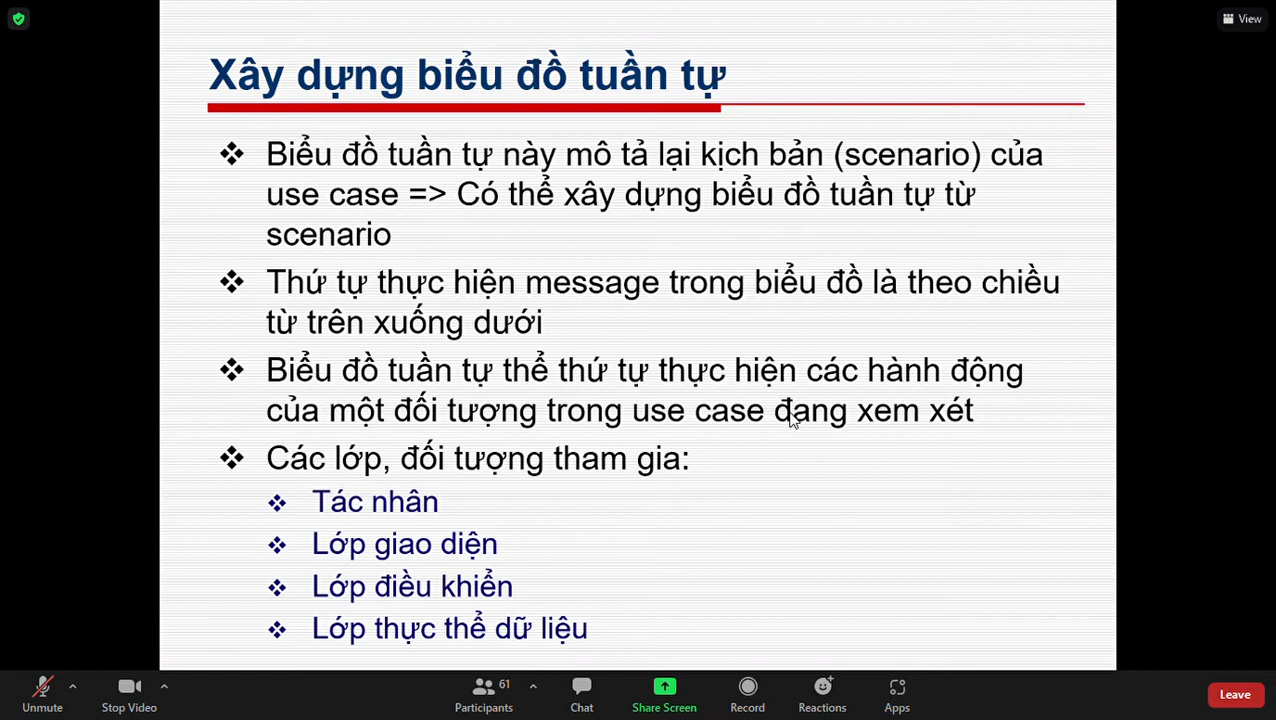 View
Xây dựng biểu đồ tuần tự
Biểu đồ tuần tự này mô tả lại kịch bản (scenario) của
use case => Có thể xây dựng biểu đồ tuần tự từ
scenario
Thứ tự thực hiện message trong biểu đồ là theo chiều
từ trên xuống dưới
Biểu đồ tuần tự thể thứ tự thực hiện các hành động
của một đối tượng trong use case đang xem xét
Các lớp, đối tượng tham gia:
Tác nhân
Lớp giao diện
Lớp điều khiển
Lớp thực thể dữ liệu
61
Unmute Stop Video Participants Chat Share Screen Record Reactions Apps Leave